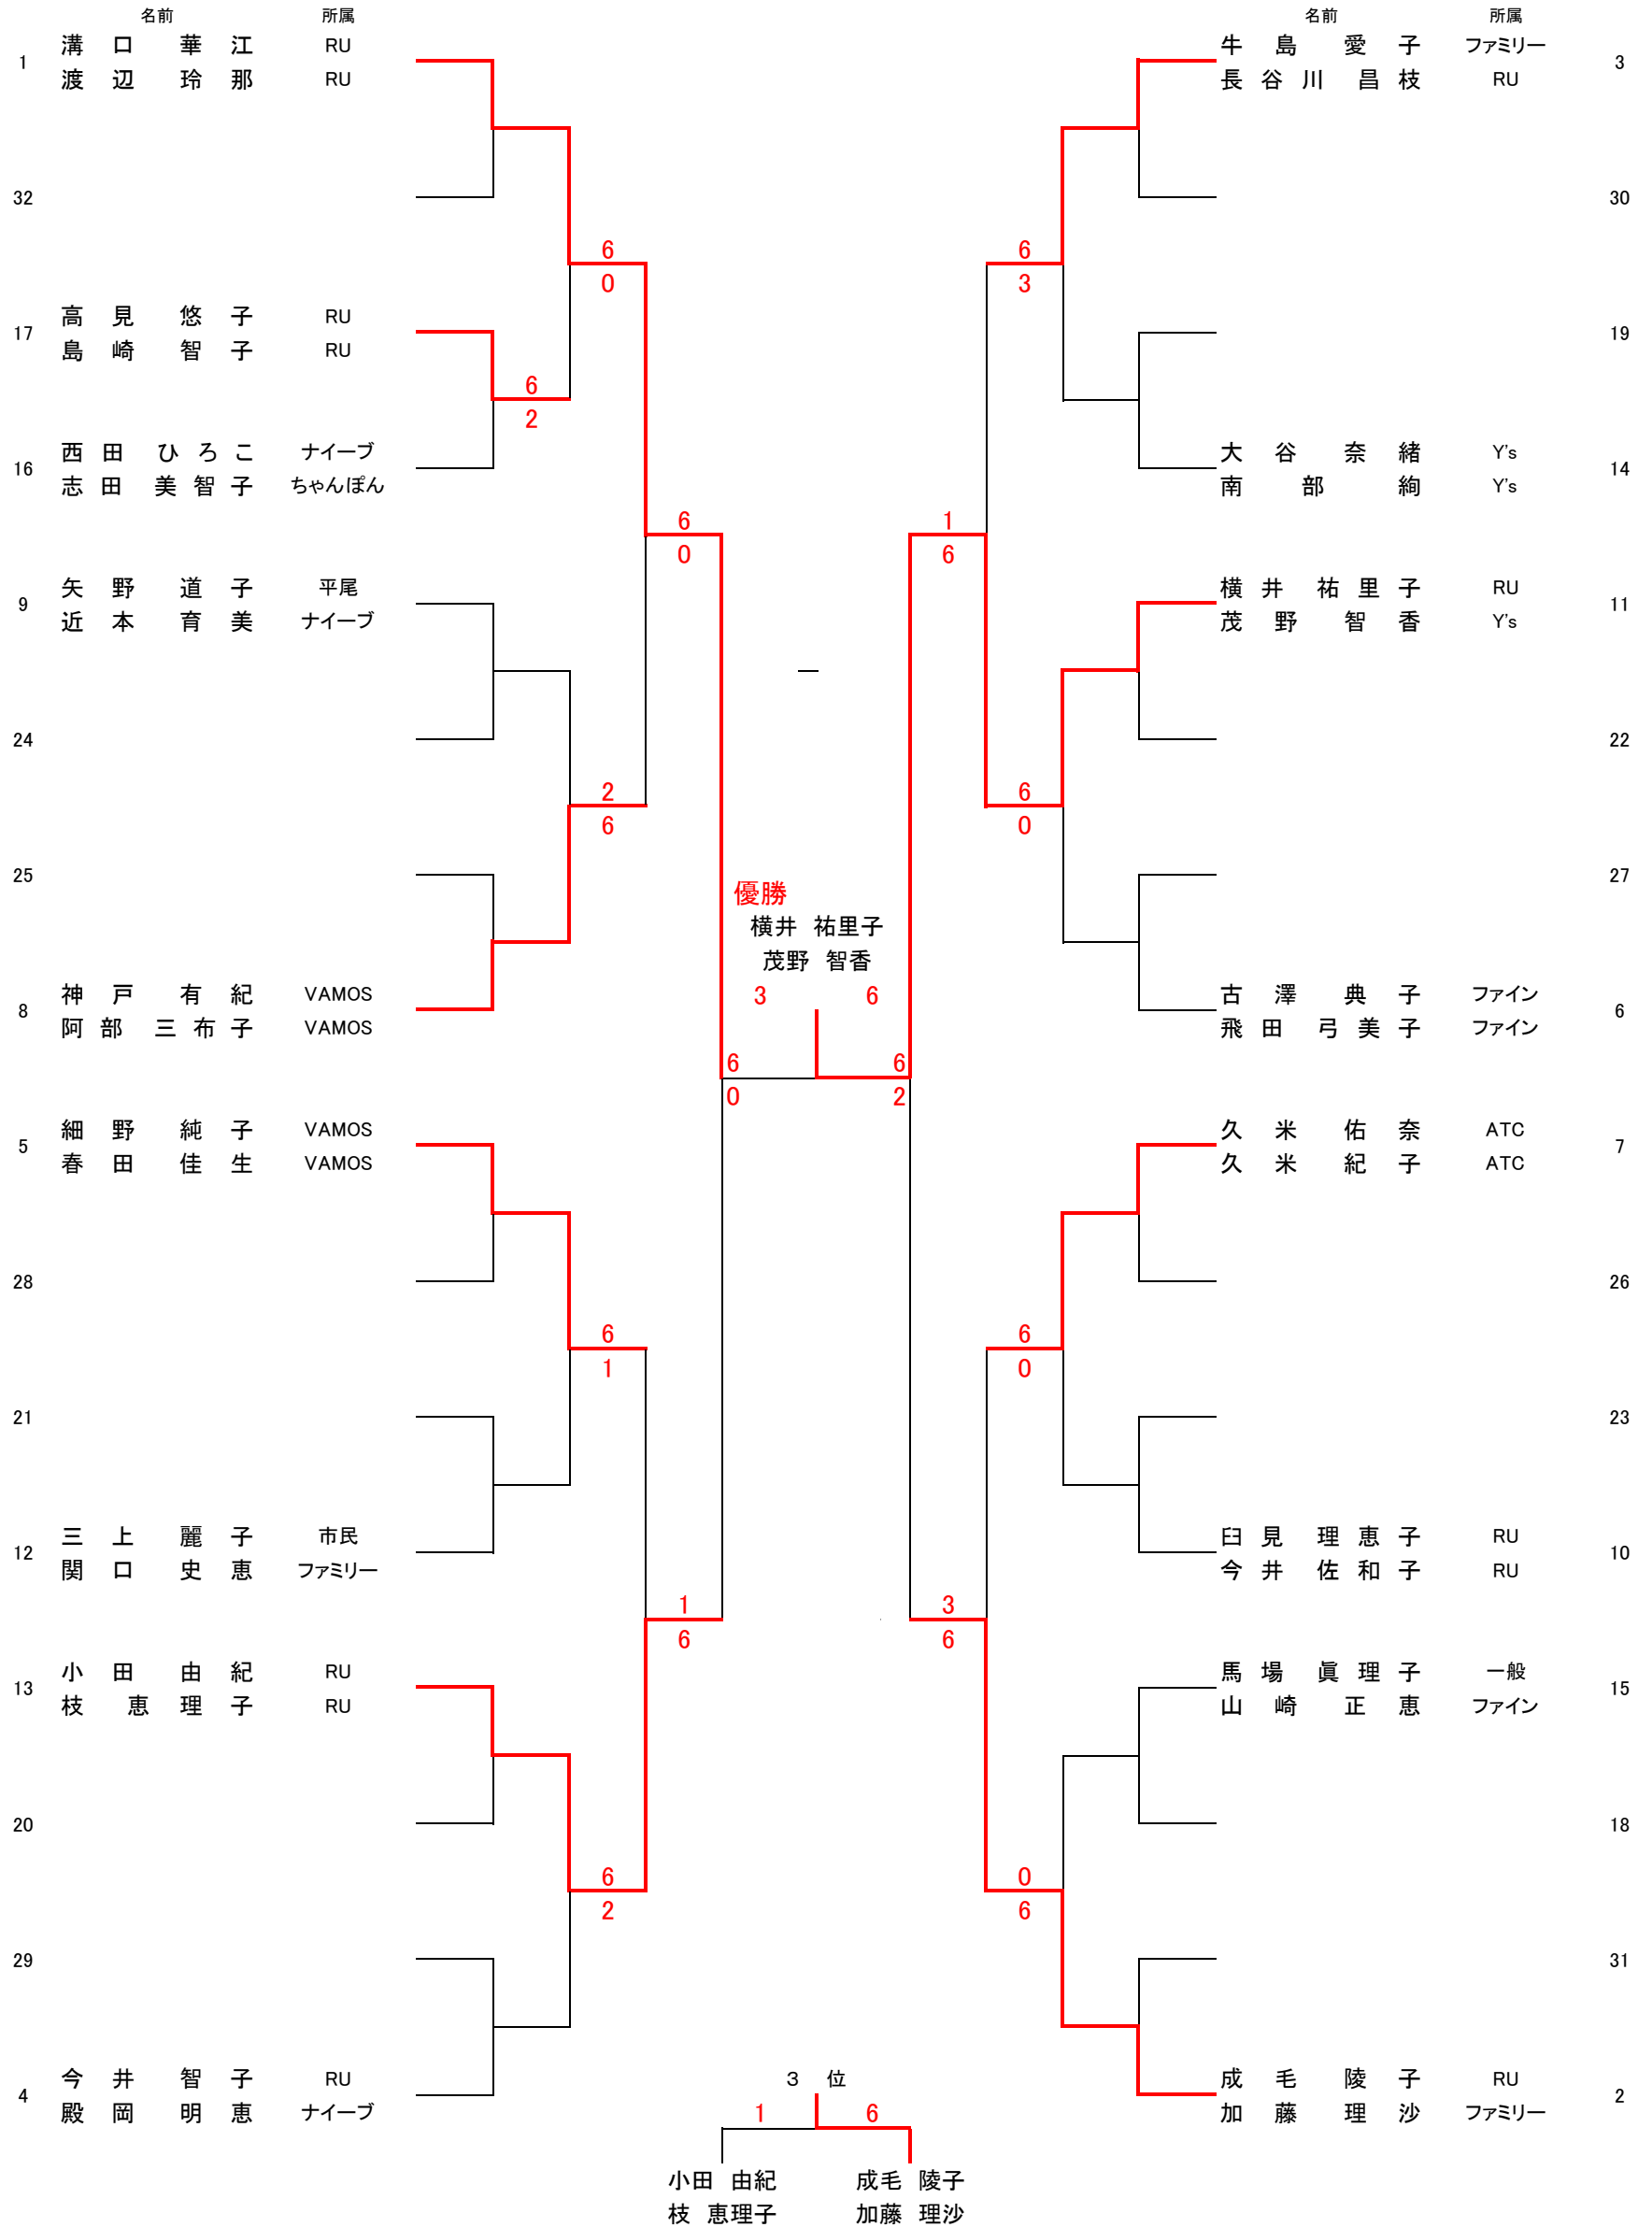 名前 所属
1 溝口 華江 RU
渡辺 玲那 RU
32
6
0
17 高見 悠子 RU
島崎 智子 RU
6
2
16 西田 ひろこ ナイーブ
志田 美智子 ちゃんぽん
6
0
9 矢野 道子 平尾
近本 育美 ナイーブ
24
2
6
25
8 神戸 有紀 VAMOS
阿部 三布子 VAMOS
6
0
5 細野 純子 VAMOS
春田 佳生 VAMOS
28
6
1
21
12 三上 麗子 市民
関口 史恵 ファミリー
1
6
13 小田 由紀 RU
枝 恵理子 RU
20
6
2
29
4 今井 智子 RU
殿岡 明恵 ナイーブ
優勝
横井 祐里子
茂野 智香
3 6
名前 所属
牛島 愛子 ファミリー 3
長谷川 昌枝 RU
30
6
3
19
大谷 奈緒 Y's 14
南部 絢 Y's
1
6
横井 祐里子 RU 11
茂野 智香 Y's
22
6
0
27
古澤 典子 ファイン 6
飛田 弓美子 ファイン
6
2
久米 佑奈 ATC 7
久米 紀子 ATC
26
6
0
23
臼見 理恵子 RU 10
今井 佐和子 RU
3
6
馬場 眞理子 一般 15
山崎 正恵 ファイン
18
0
6
31
成毛 陵子 RU 2
加藤 理沙 ファミリー
3 位
1 6
小田 由紀 成毛 陵子
枝 恵理子 加藤 理沙